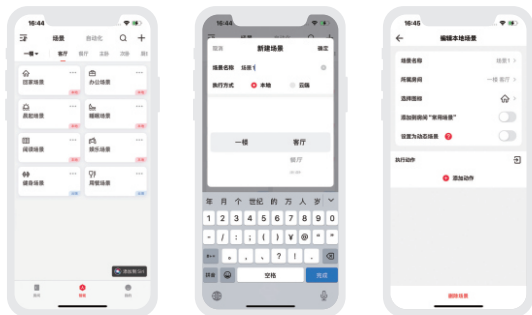 16:44
场景 自动化
一楼 客厅 餐厅 主卧 次卧 厨
回家场景
办公场景
晨起场景
睡眠场景
阅读场景
娱乐场景
健身场景
用餐场景
16:44
取消 新建场景 确定
场景名称 场景1
执行方式 本地 云端
一楼 客厅
餐厅
年 月 个 世纪 的 万 人 岁
1 2 3 4 5 6 7 8 9 0
- / : ; ( ) ¥ @ “ ”
#+= 。 , 、 ? ! .
拼音 空格 完成
16:45
编辑本地场景
场景名称 场景1 >
所属房间 一楼 客厅 >
选择图标 >
添加到房间“常用场景”
设置为动态场景 ?
执行动作
添加动作
删除场景